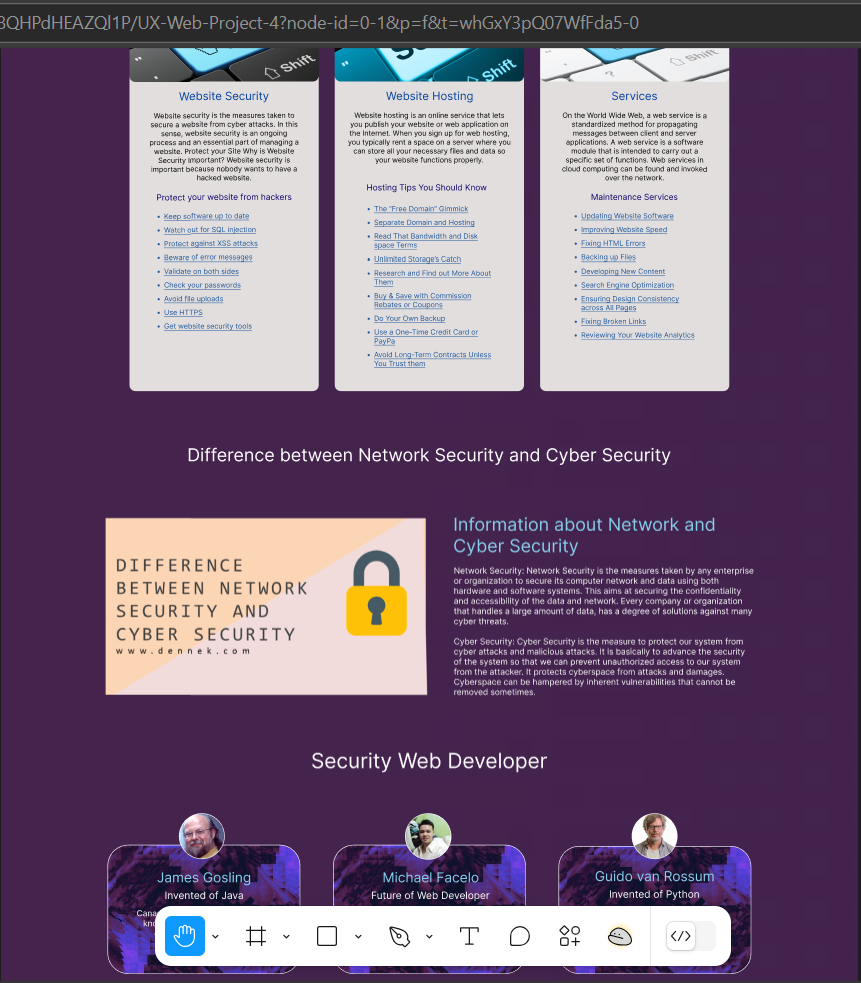 3QHPdHEAZQl1P/UX-Web-Project-4?node-id=0-1&p=f&t=whGxY3pQ07WfFda5-0
Shift
Shift
Shift
Website Security
Website security is the measures taken to
secure a website from cyber attacks. In this
sense, website security is an ongoing
process and an essential part of managing a
website. Protect your Site Why is Website
Security Important? Website security is
important because nobody wants to have a
hacked website.
Protect your website from hackers
• Keep software up to date
• Watch out for SQL injection
• Protect against XSS attacks
• Beware of error messages
• Validate on both sides
• Check your passwords
• Avoid file uploads
• Use HTTPS
• Get website security tools
Website Hosting
Website hosting is an online service that lets
you publish your website or web application on
the Internet. When you sign up for web hosting,
you typically rent a space on a server where you
can store all your necessary files and data so
your website functions properly.
Hosting Tips You Should Know
• The "Free Domain" Gimmick
• Separate Domain and Hosting
• Read That Bandwidth and Disk
space Terms
• Unlimited Storage's Catch
• Research and Find out More About
Them
• Buy & Save with Commission
Rebates or Coupons
• Do Your Own Backup
• Use a One-Time Credit Card or
PayPa
• Avoid Long-Term Contracts Unless
You Trust them
Services
On the World Wide Web, a web service is a
standardized method for propagating
messages between client and server
applications. A web service is a software
module that is intended to carry out a
specific set of functions. Web services in
cloud computing can be found and invoked
over the network.
Maintenance Services
• Updating Website Software
• Improving Website Speed
• Fixing HTML Errors
• Backing up Files
• Developing New Content
• Search Engine Optimization
• Ensuring Design Consistency
across All Pages
• Fixing Broken Links
• Reviewing Your Website Analytics
Difference between Network Security and Cyber Security
DIFFERENCE
BETWEEN NETWORK
SECURITY AND
CYBER SECURITY
www.dennek.com
Information about Network and
Cyber Security
Network Security: Network Security is the measures taken by any enterprise
or organization to secure its computer network and data using both
hardware and software systems. This aims at securing the confidentiality
and accessibility of the data and network. Every company or organization
that handles a large amount of data, has a degree of solutions against many
cyber threats.
Cyber Security: Cyber Security is the measure to protect our system from
cyber attacks and malicious attacks. It is basically to advance the security
of the system so that we can prevent unauthorized access to our system
from the attacker. It protects cyberspace from attacks and damages.
Cyberspace can be hampered by inherent vulnerabilities that cannot be
removed sometimes.
Security Web Developer
James Gosling
Invented of Java
Michael Facelo
Future of Web Developer
Guido van Rossum
Invented of Python